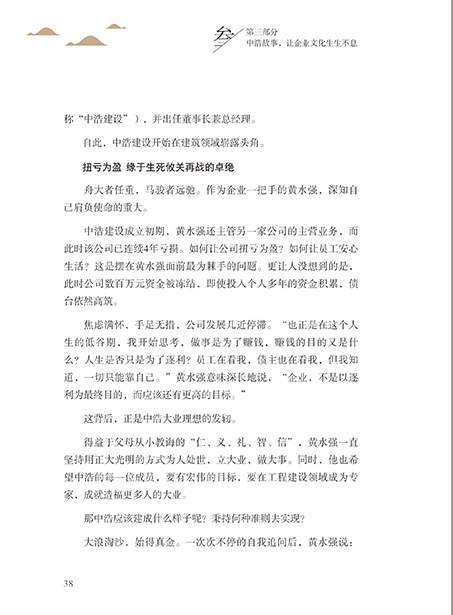 叁
第三部分
中浩故事，让企业文化生生不息
称“中浩建设”），并出任董事长兼总经理。
自此，中浩建设开始在建筑领域崭露头角。
扭亏为盈 缘于生死攸关再战的卓绝
舟大者任重，马骏者远驰。作为企业一把手的黄水强，深知自
己肩负使命的重大。
中浩建设成立初期，黄水强还主管另一家公司的主营业务，而
此时该公司已连续4年亏损。如何让公司扭亏为盈？如何让员工安心
生活？这是摆在黄水强面前最为棘手的问题。更让人没想到的是，
此时公司数百万元资金被冻结，即使投入个人多年的资金积累，债
台依然高筑。
焦虑满怀，手足无措，公司发展几近停滞。“也正是在这个人
生的低谷期，我开始思考，做事是为了赚钱，赚钱的目的又是什
么？人生是否只是为了逐利？员工在看我，债主也在看我，但我知
道，一切只能靠自己。”黄水强意味深长地说，“企业，不是以逐
利为最终目的，而应该还有更高的目标。”
这背后，正是中浩大业理想的发轫。
得益于父母从小教诲的“仁、义、礼、智、信”，黄水强一直
坚持用正大光明的方式为人处世，立大业，做大事。同时，他也希
望中浩的每一位成员，要有宏伟的目标，要在工程建设领域成为专
家，成就造福更多人的大业。
那中浩应该建成什么样子呢？秉持何种准则去实现？
大浪淘沙，始得真金。一次次不停的自我追问后，黄水强说：
38